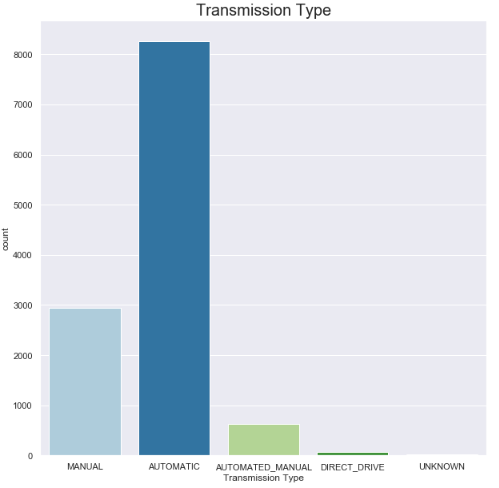 Transmission Type
8000
7000
6000
5000
4000
3000
2000
1000
0
count
MANUAL AUTOMATIC AUTOMATED_MANUAL DIRECT_DRIVE UNKNOWN
Transmission Type